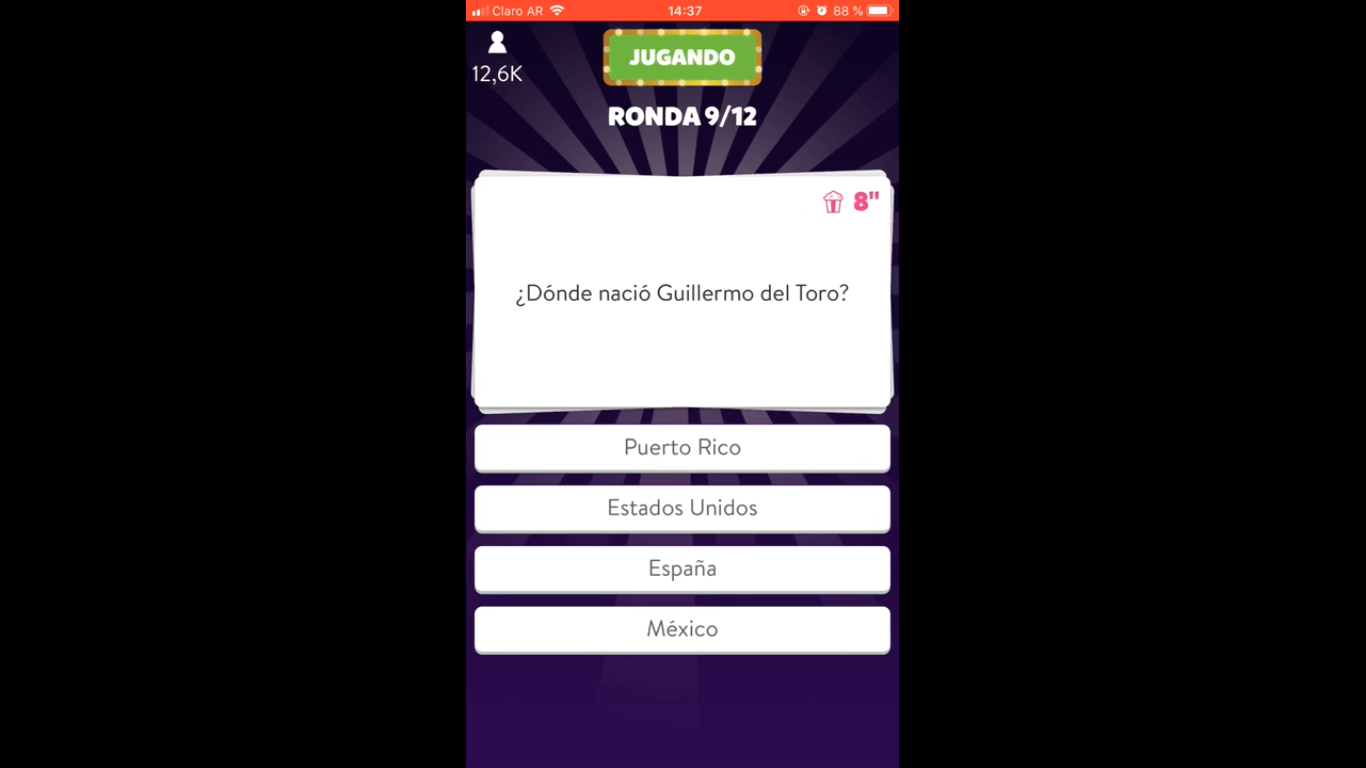 Claro AR 14:37 88 %
12,6K
JUGANDO
RONDA 9/12
8"
¿Dónde nació Guillermo del Toro?
Puerto Rico
Estados Unidos
España
México